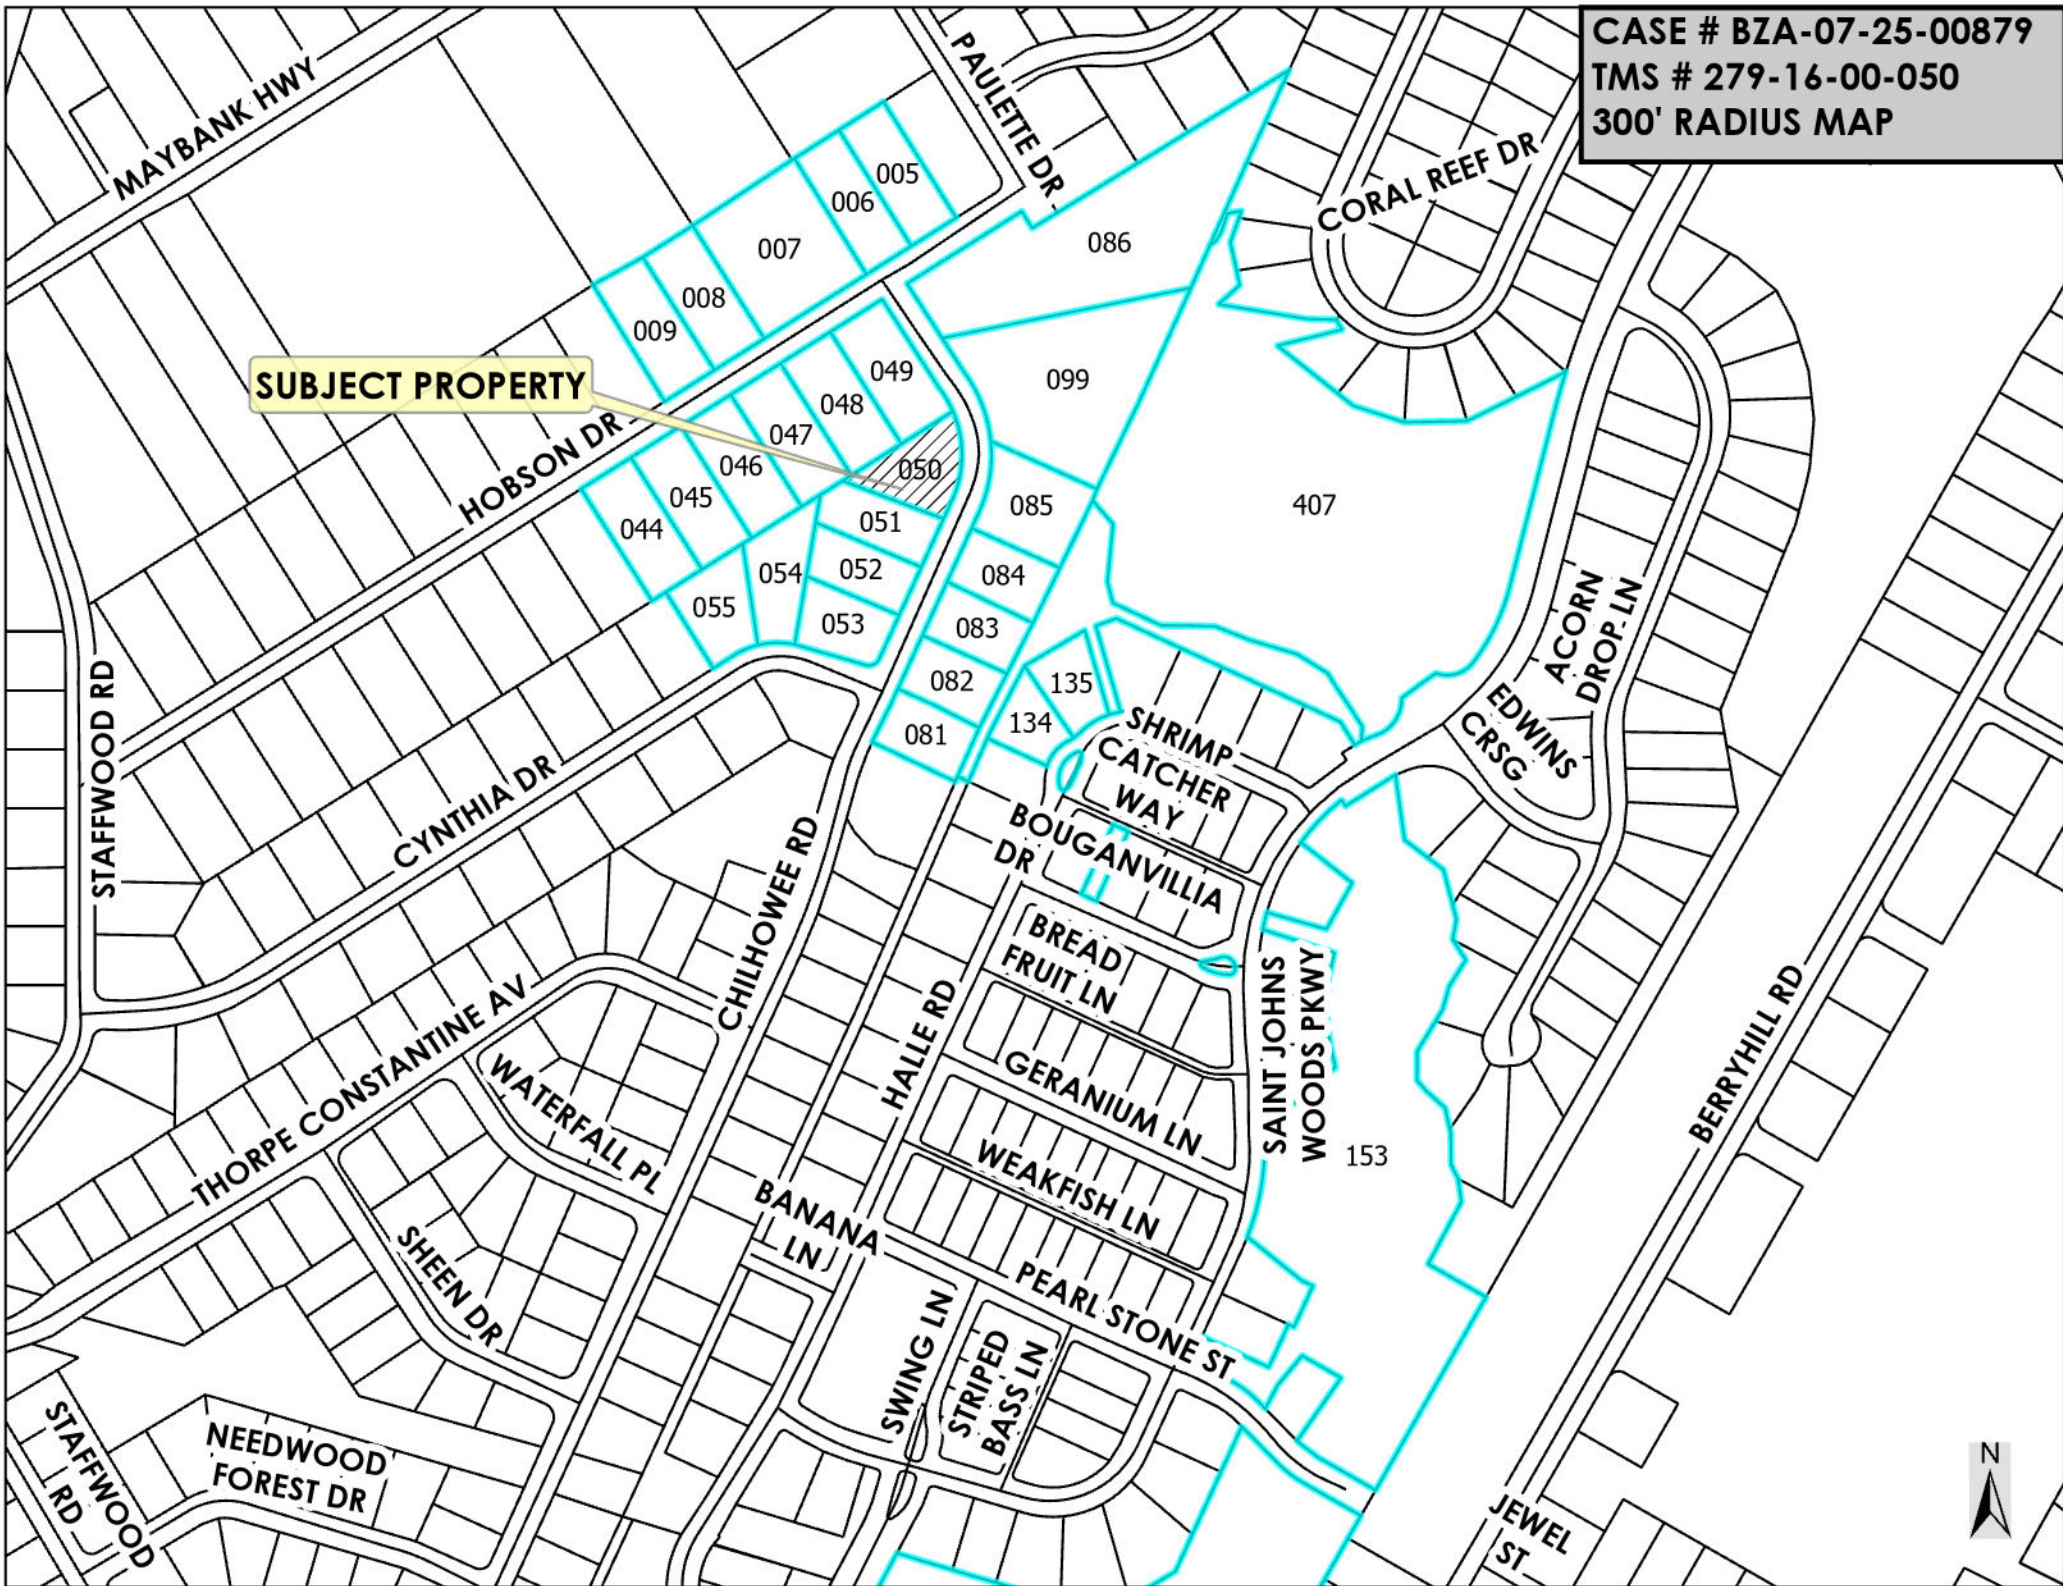 CASE # BZA-07-25-00879
TMS # 279-16-00-050
300' RADIUS MAP
MAYBANK HWY
PAULETTE DR
CORAL REEF DR
005
006
007
008
009
086
099
SUBJECT PROPERTY
HOBSON DR
049
048
047
046
045
044
050
051
052
053
054
055
085
084
083
082
081
407
135
134
STAFFWOOD RD
CYNTHIA DR
CHILHOWEE RD
SHRIMP
CATCHER
WAY
BOUGANVILLIA
DR
BREAD
FRUIT LN
ACORN
DROP LN
EDWINS
CRSG
SAINT JOHNS
WOODS PKWY
BERRYHILL RD
HALLE RD
GERANIUM LN
WEAKFISH LN
153
THORPE CONSTANTINE AV
WATERFALL PL
BANANA
LN
PEARL STONE ST
SHEEN DR
SWING LN
STRIPED
BASS LN
STAFFWOOD
RD
NEEDWOOD
FOREST DR
JEWEL
ST
N